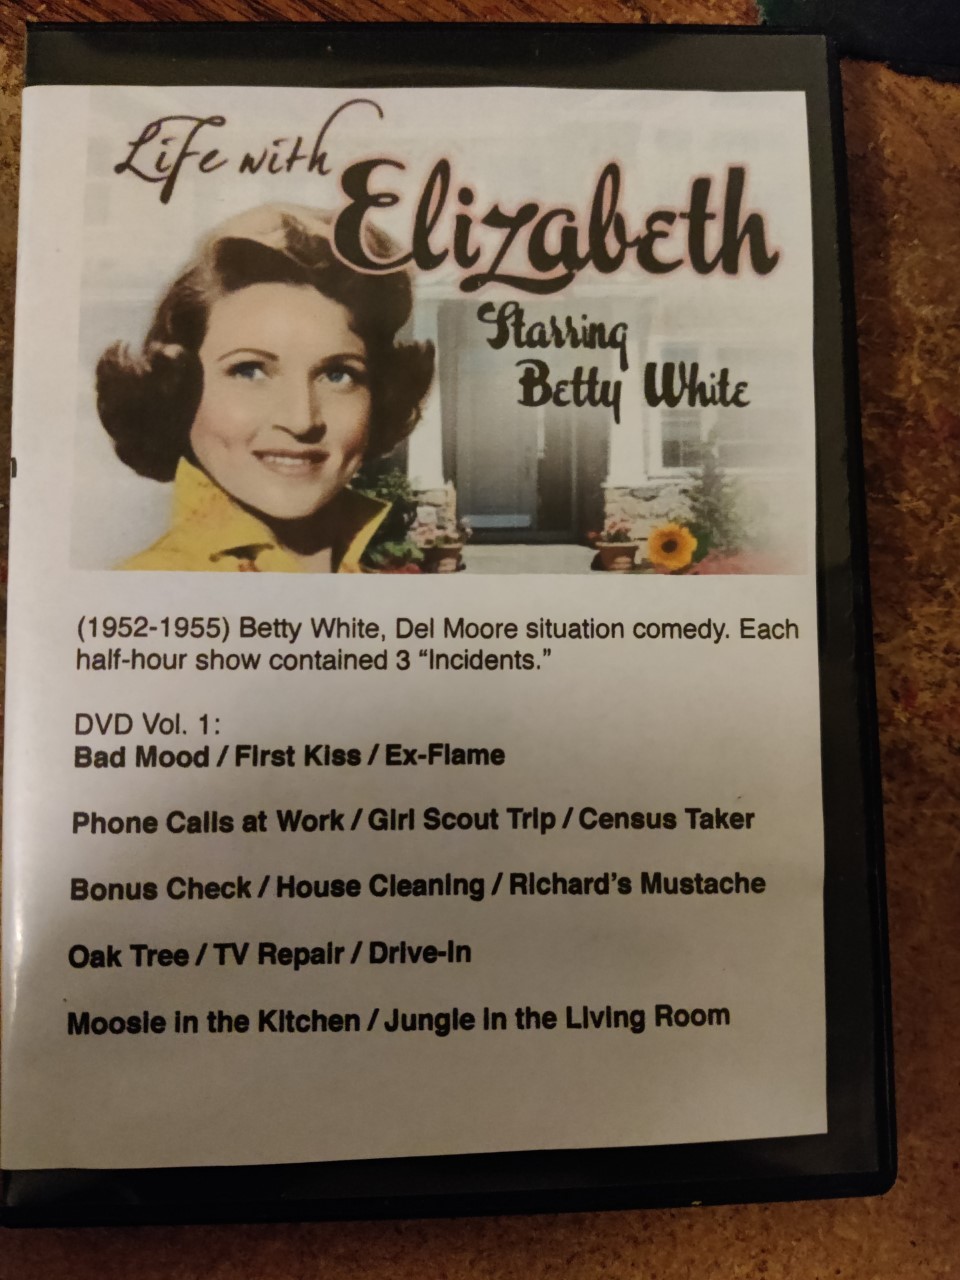 Life with
Elizabeth
Starring
Betty White
(1952-1955) Betty White, Del Moore situation comedy. Each
half-hour show contained 3 “Incidents.”
DVD Vol. 1:
Bad Mood / First Kiss / Ex-Flame
Phone Calls at Work / Girl Scout Trip / Census Taker
Bonus Check / House Cleaning / Richard’s Mustache
Oak Tree / TV Repair / Drive-In
Moosie in the Kitchen / Jungle in the Living Room